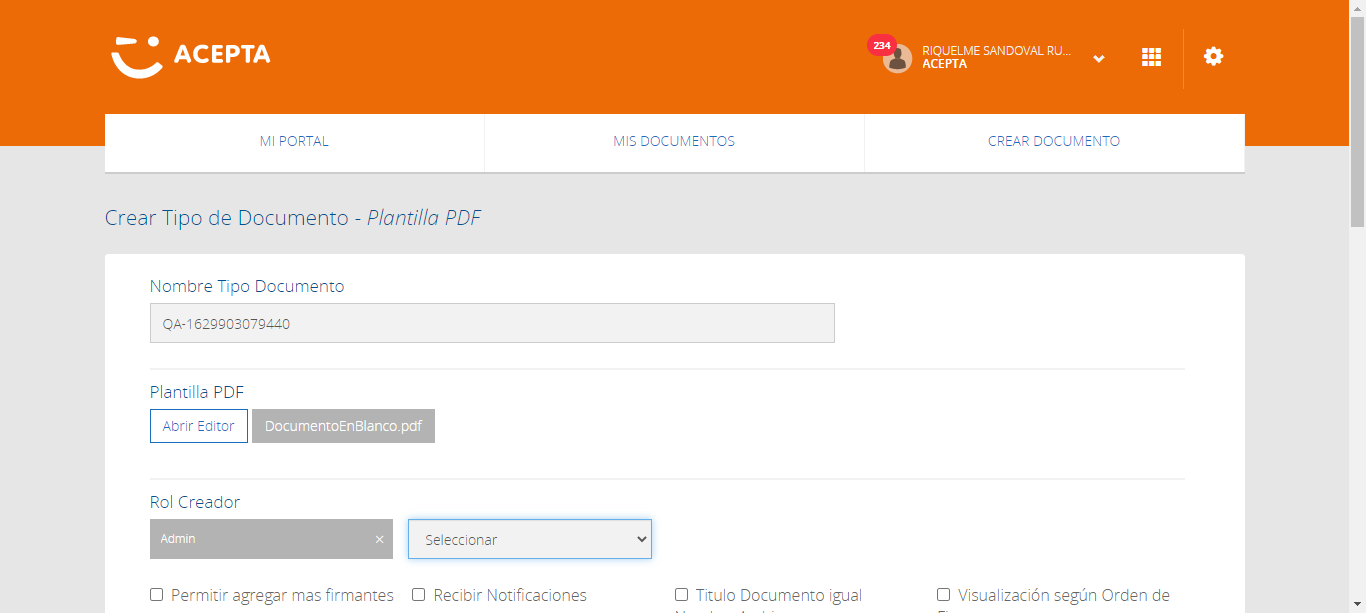 ACEPTA
234
RIQUELME SANDOVAL RU...
ACEPTA
MI PORTAL
MIS DOCUMENTOS
CREAR DOCUMENTO
Crear Tipo de Documento - Plantilla PDF
Nombre Tipo Documento
QA-1629903079440
Plantilla PDF
Abrir Editor
DocumentoEnBlanco.pdf
Rol Creador
Admin ×
Seleccionar
Permitir agregar mas firmantes
Recibir Notificaciones
Titulo Documento igual
Visualización según Orden de